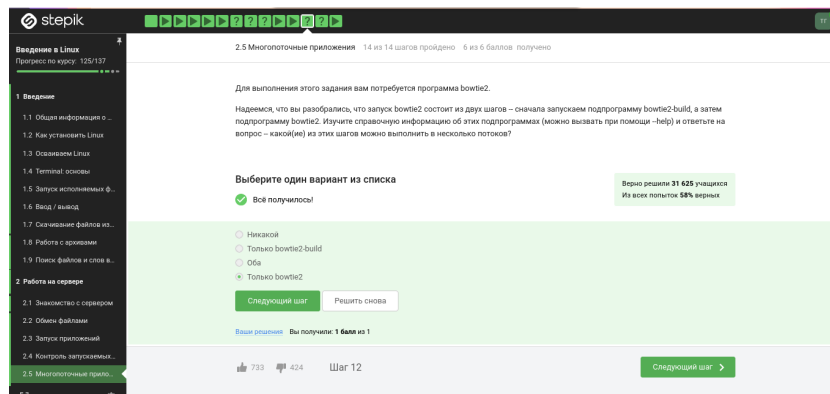 stepik
ТГ
Введение в Linux
Прогресс по курсу: 125/137
1 Введение
1.1 Общая информация о ...
1.2 Как установить Linux
1.3 Осваиваем Linux
1.4 Terminal: основы
1.5 Запуск исполняемых ф...
1.6 Ввод / вывод
1.7 Скачивание файлов из...
1.8 Работа с архивами
1.9 Поиск файлов и слов в...
2 Работа на сервере
2.1 Знакомство с сервером
2.2 Обмен файлами
2.3 Запуск приложений
2.4 Контроль запускаемых...
2.5 Многопоточные прило...
2.5 Многопоточные приложения 14 из 14 шагов пройдено 6 из 6 баллов получено
Для выполнения этого задания вам потребуется программа bowtie2.
Надеемся, что вы разобрались, что запуск bowtie2 состоит из двух шагов – сначала запускаем подпрограмму bowtie2-build, а затем
подпрограмму bowtie2. Изучите справочную информацию об этих подпрограммах (можно вызвать при помощи --help) и ответьте на
вопрос – какой(ие) из этих шагов можно выполнить в несколько потоков?
Выберите один вариант из списка
Всё получилось!
Верно решили 31 625 учащихся
Из всех попыток 58% верных
Никакой
Только bowtie2-build
Оба
Только bowtie2
Следующий шаг Решить снова
Ваши решения Вы получили: 1 балл из 1
733 424 Шаг 12 Следующий шаг